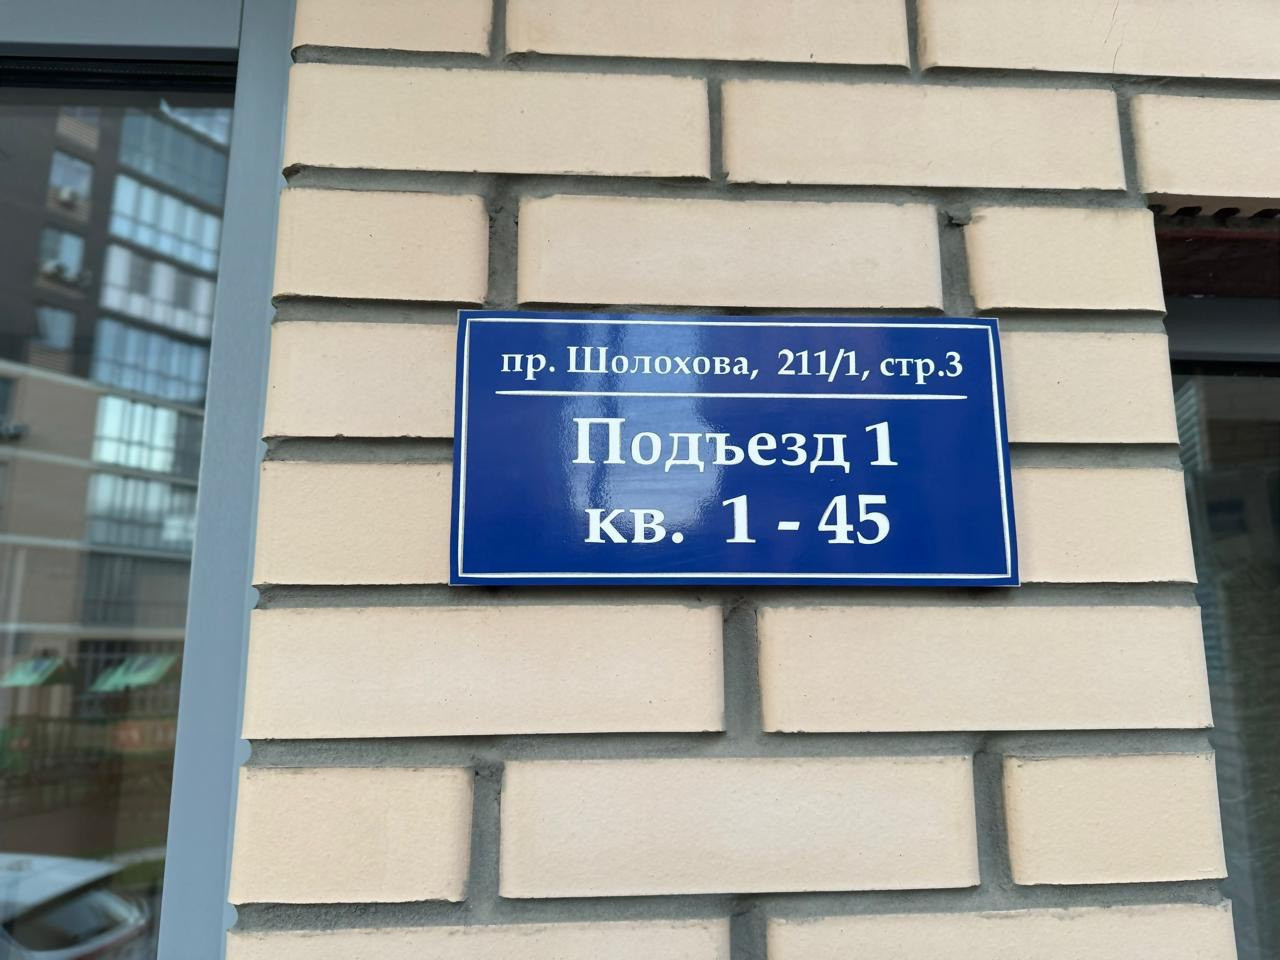 пр. Шолохова, 211/1, стр.3
Подъезд 1
кв. 1 - 45